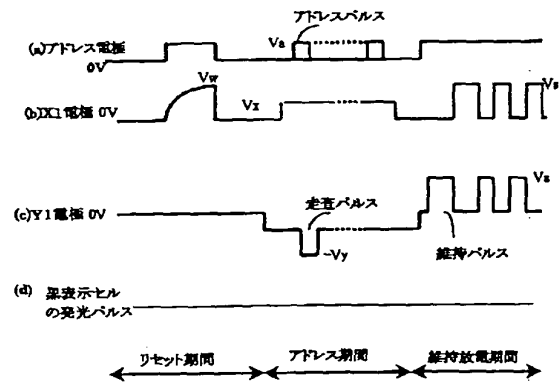 アドレスパルス
(a)アドレス電極
0V
Va
Vw
(b)X1電極 0V
Vx
Vs
走査パルス
Vs
(c)Y1電極 0V
-Vy
維持パルス
(d) 黒表示セル
の発光パルス
リセット期間
アドレス期間
維持放電期間